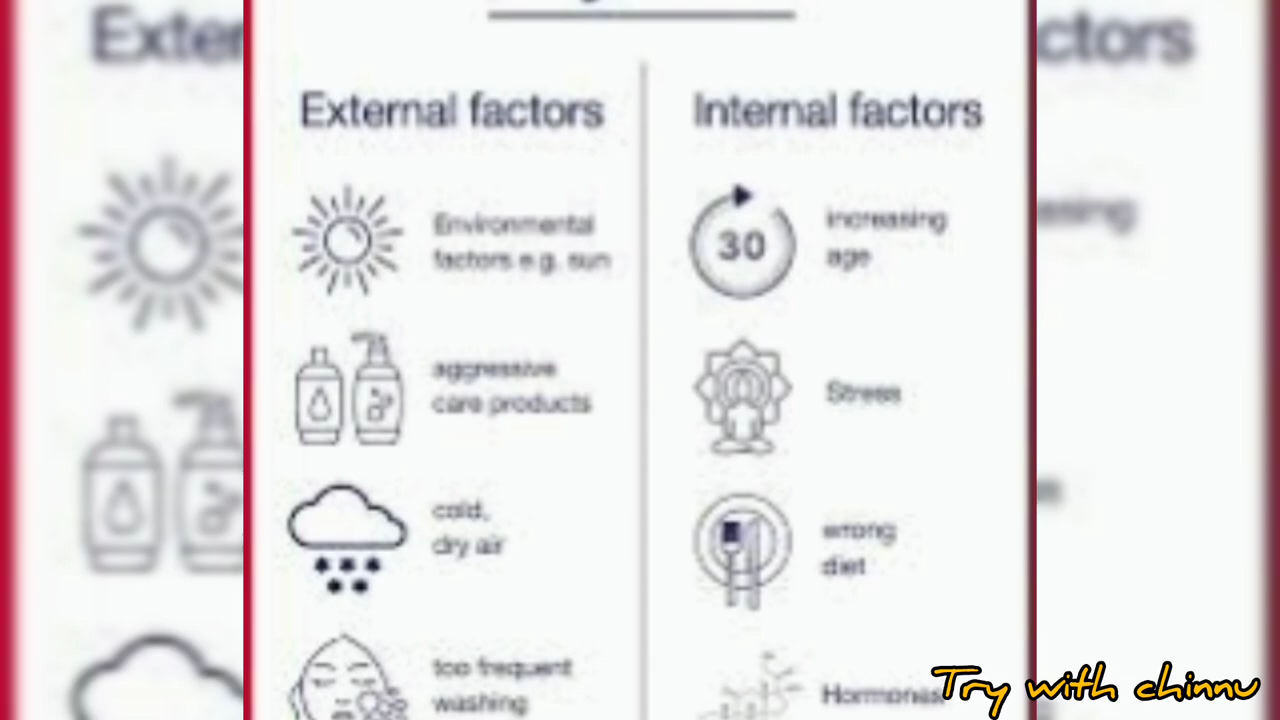 External factors
Environmental
factors e.g. sun
aggressive
care products
cold,
dry air
too frequent
washing
Internal factors
30
increasing
age
Stress
wrong
diet
Try with chinnu